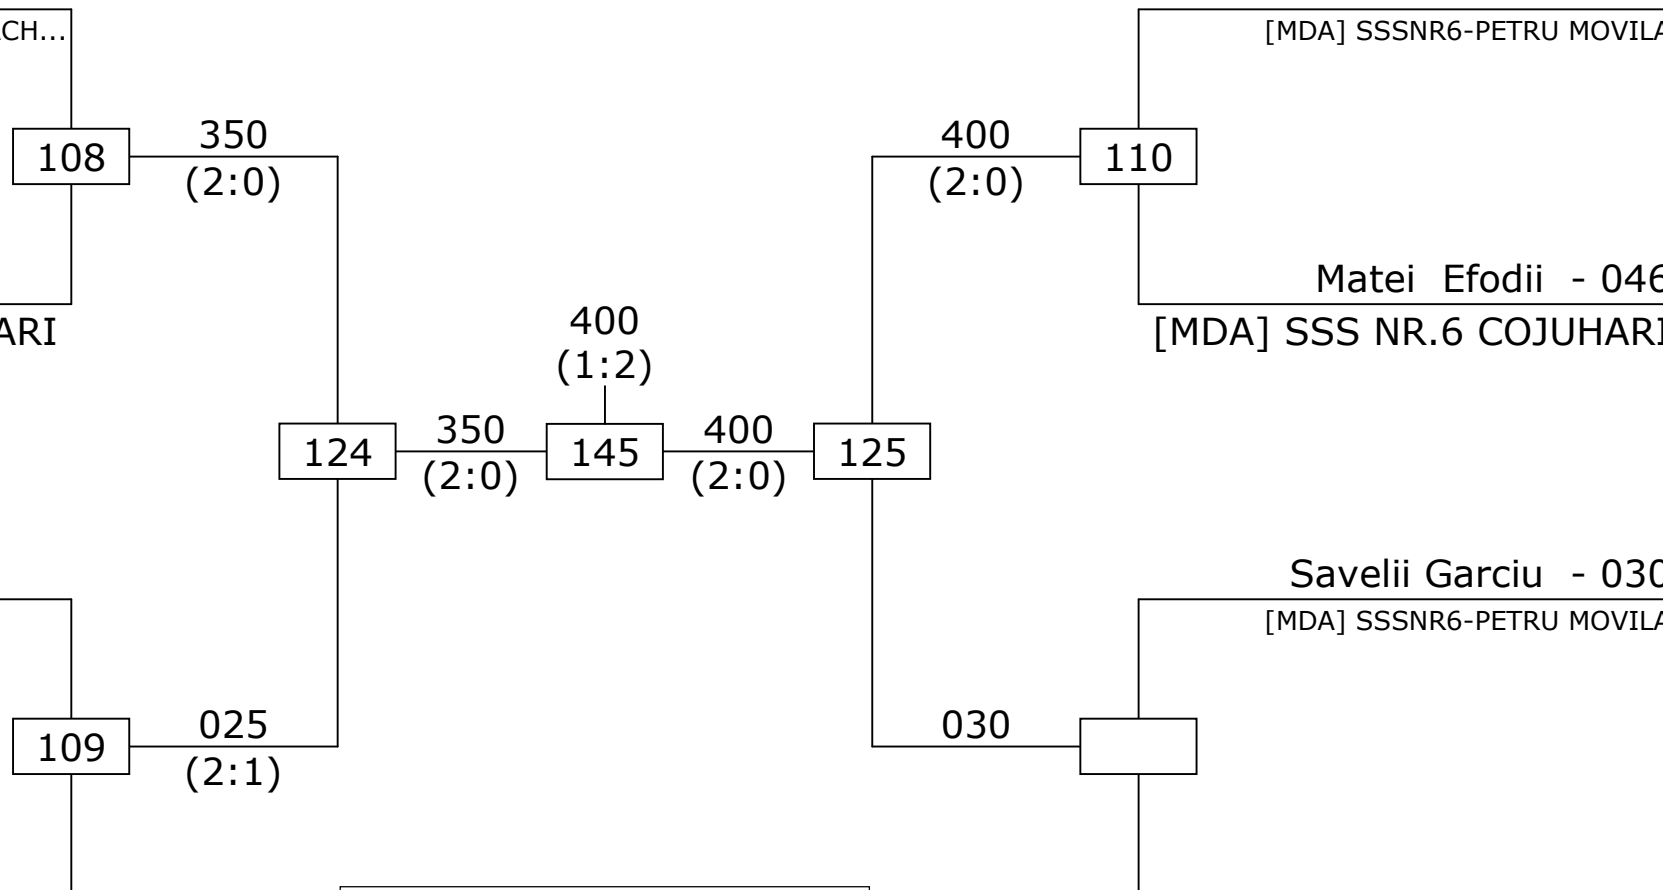 CH...
[MDA] SSSNR6-PETRU MOVILA
350
400
108
110
(2:0)
(2:0)
Matei Efodii - 046
ARI
[MDA] SSS NR.6 COJUHARI
400
(1:2)
350
400
124
145
125
(2:0)
(2:0)
Savelii Garciu - 030
[MDA] SSSNR6-PETRU MOVILA
025
030
109
(2:1)